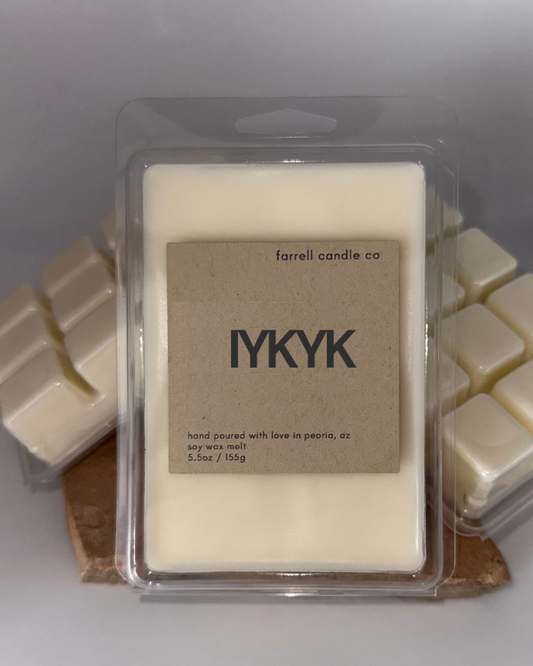 farrell candle co
IYKYK
hand poured with love in peoria, az
soy wax melt
5.5oz / 155g